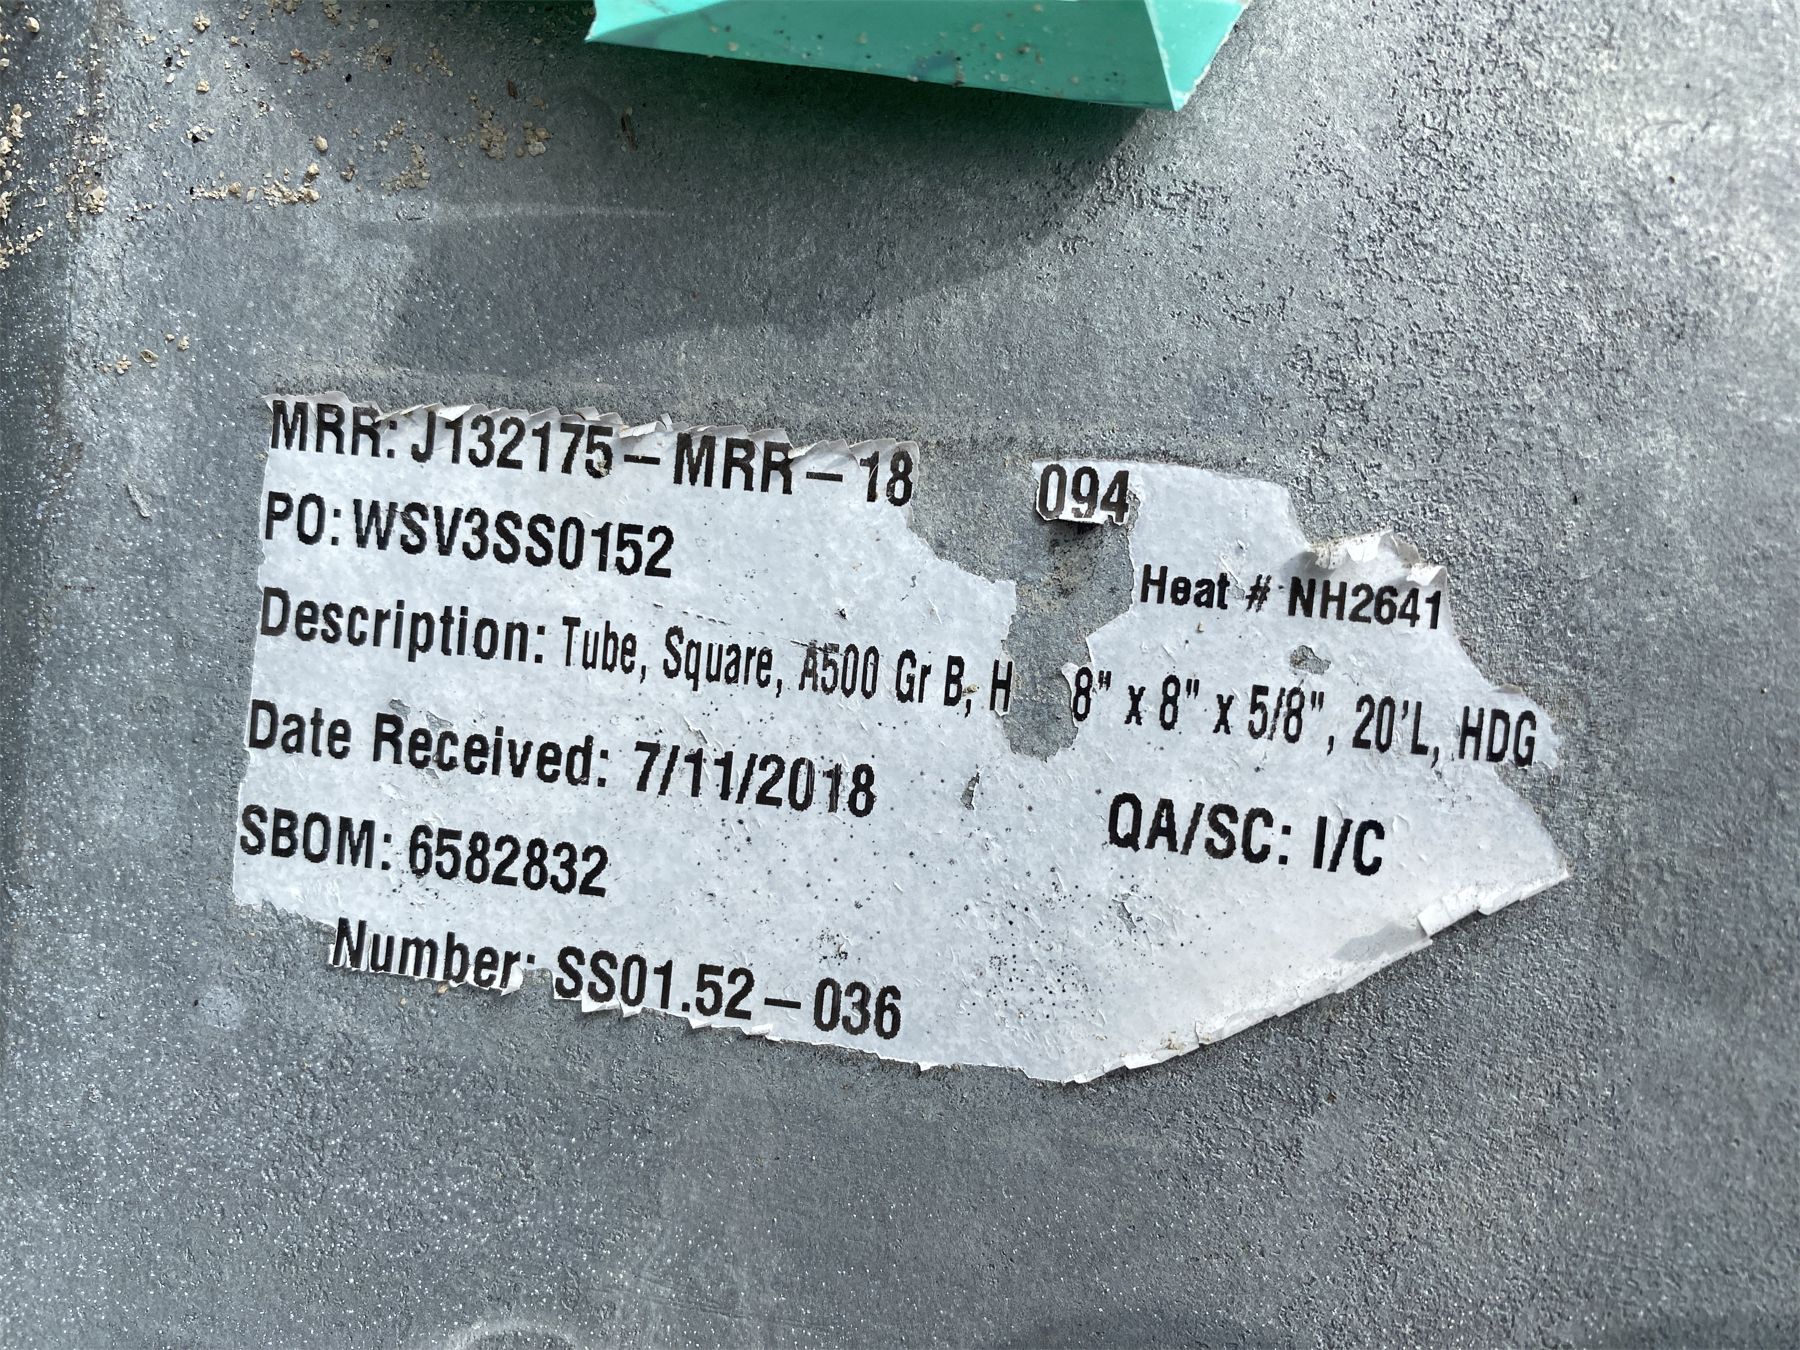 MRR: J132175-MRR-18 094
PO: WSV3SS0152
Heat # NH2641
Description: Tube, Square, A500 Gr B, H 8" x 8" x 5/8", 20'L, HDG
Date Received: 7/11/2018
QA/SC: I/C
SBOM: 6582832
Number: SS01.52-036